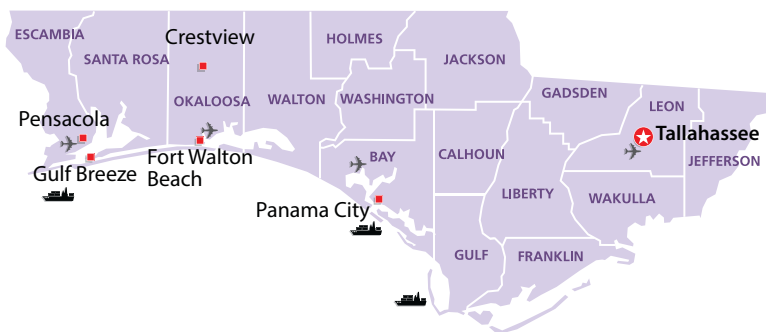 ESCAMBIA
Crestview
HOLMES
SANTA ROSA
JACKSON
GADSDEN
OKALOOSA
WALTON
WASHINGTON
LEON
Pensacola
Tallahassee
Fort Walton
Beach
BAY
CALHOUN
JEFFERSON
Gulf Breeze
LIBERTY
WAKULLA
Panama City
GULF
FRANKLIN